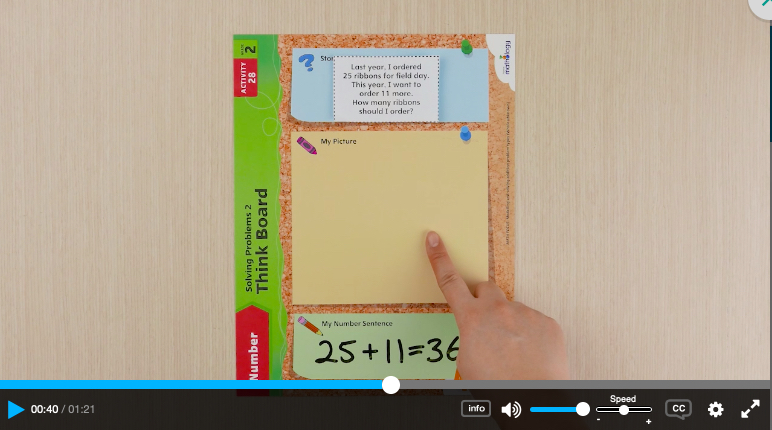 2
ACTIVITY
28
Solving Problems 2
Think Board
Number
Last year, I ordered
25 ribbons for field day.
This year, I want to
order 11 more.
How many ribbons
should I order?
My Picture
My Number Sentence
25+11=36
mathology
00:40 / 01:21
info
Speed
- +
CC